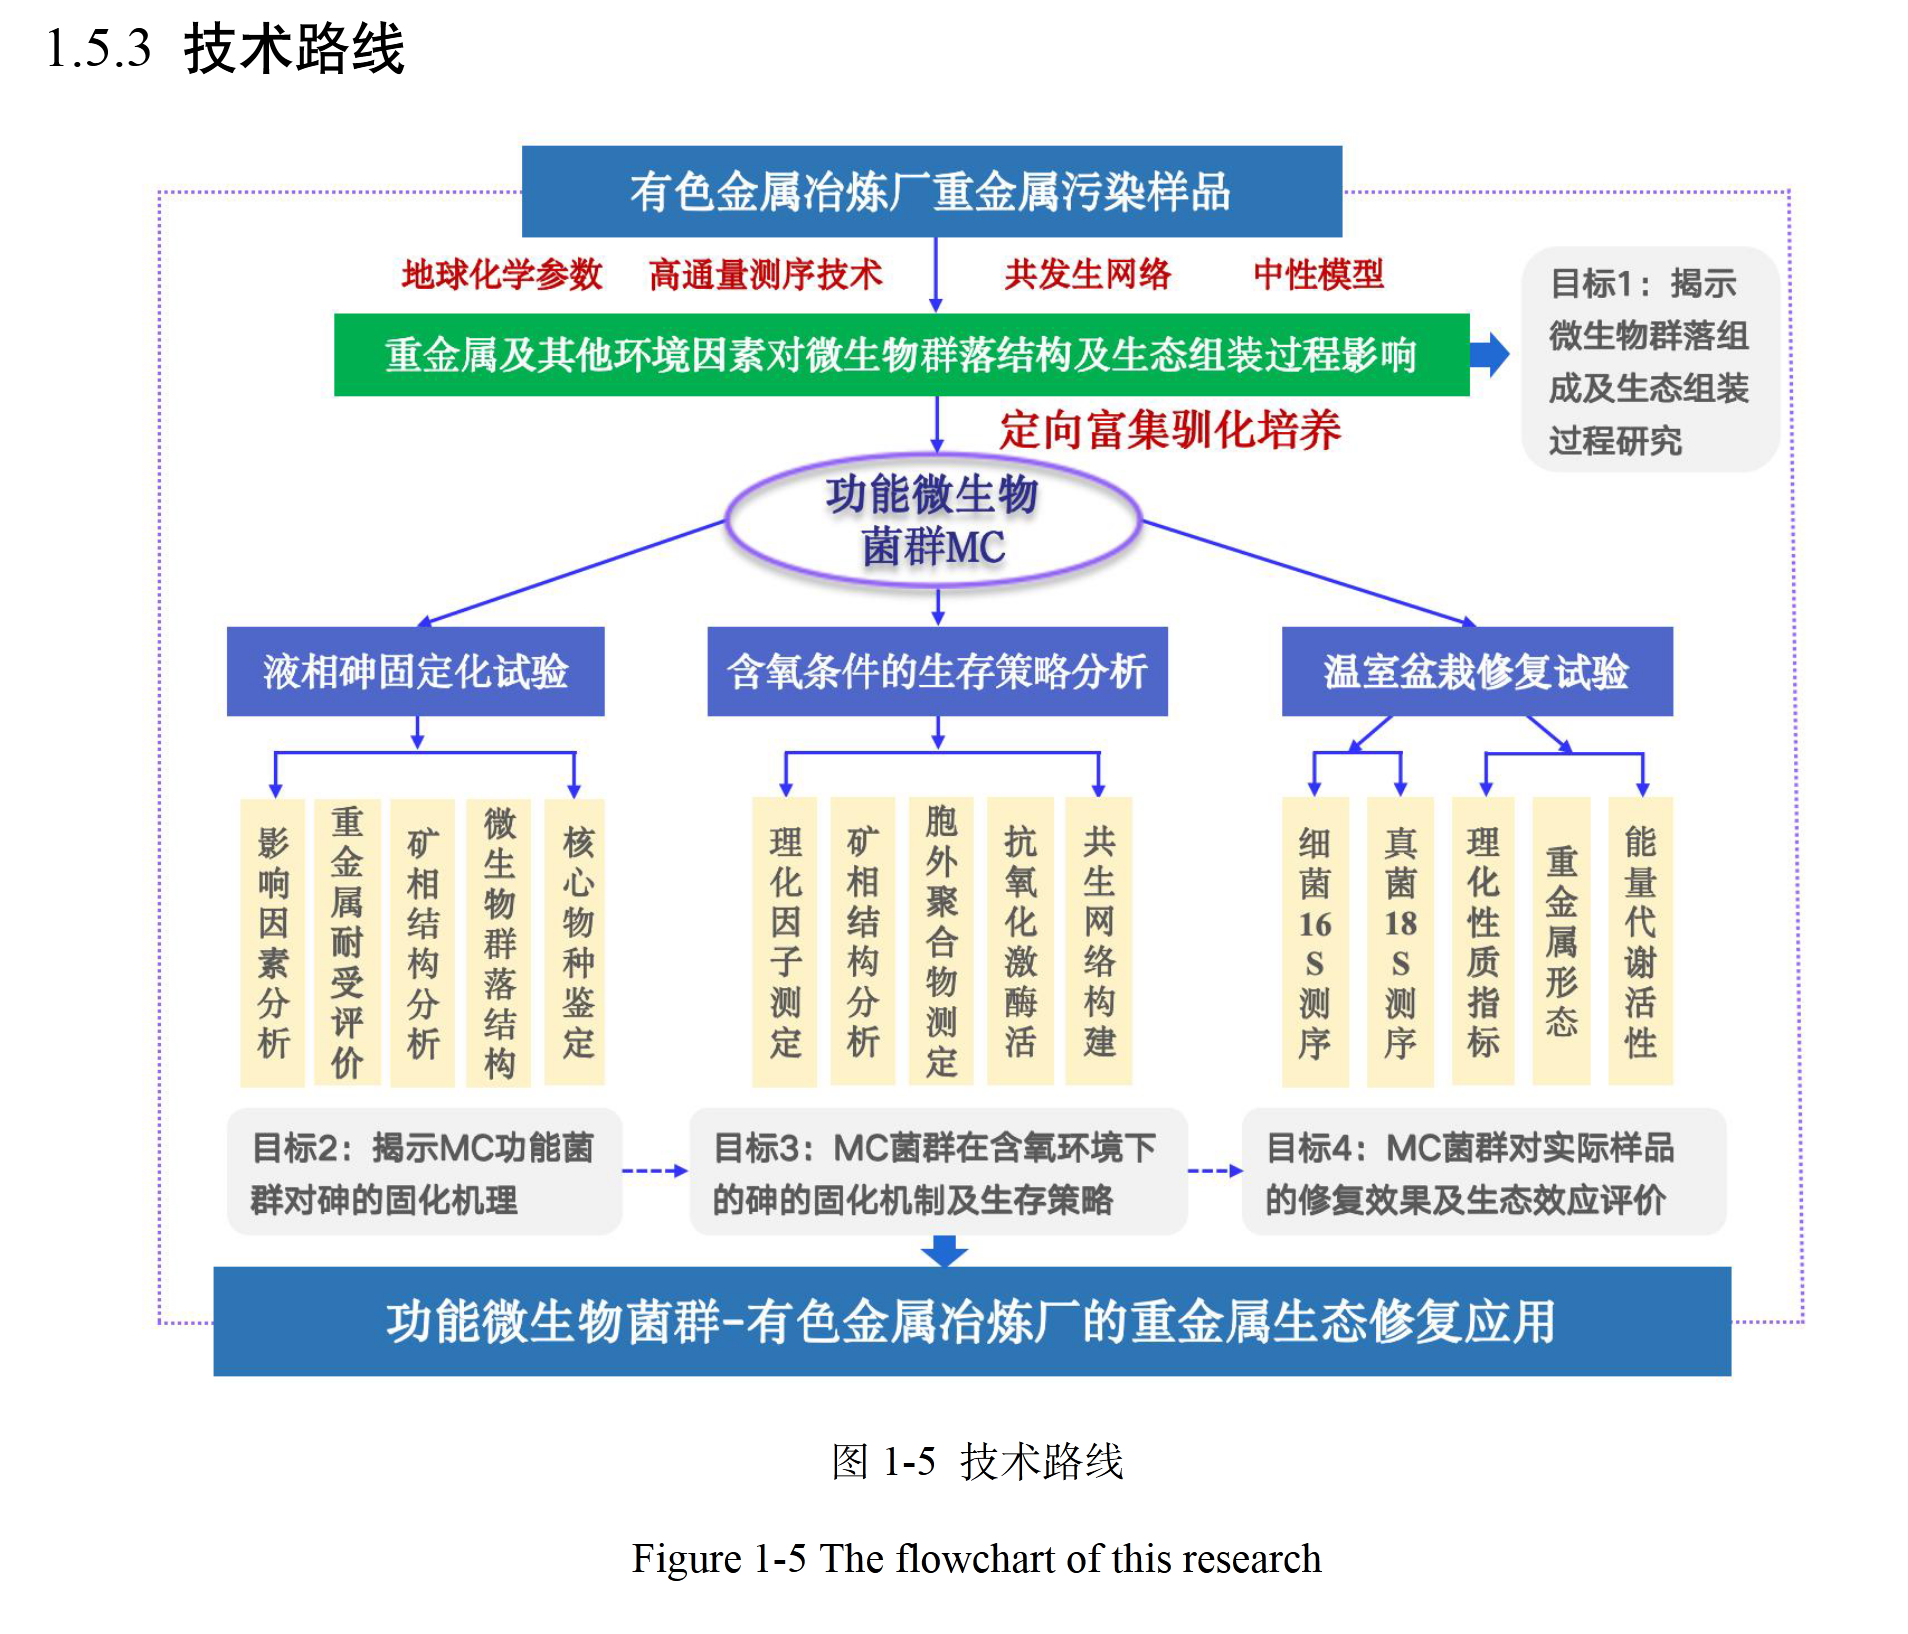 1.5.3 技术路线
有色金属冶炼厂重金属污染样品
地球化学参数 高通量测序技术 共发生网络 中性模型
重金属及其他环境因素对微生物群落结构及生态组装过程影响
目标1：揭示
微生物群落组
成及生态组装
过程研究
定向富集驯化培养
功能微生物
菌群MC
液相砷固定化试验
含氧条件的生存策略分析
温室盆栽修复试验
影响因素分析
重金属耐受评价
矿相结构分析
微生物群落结构
核心物种鉴定
理化因子测定
矿相结构分析
胞外聚合物测定
抗氧化激酶活
共生网络构建
细菌16S测序
真菌18S测序
理化性质指标
重金属形态
能量代谢活性
目标2：揭示MC功能菌
群对砷的固化机理
目标3：MC菌群在含氧环境下
的砷的固化机制及生存策略
目标4：MC菌群对实际样品
的修复效果及生态效应评价
功能微生物菌群-有色金属冶炼厂的重金属生态修复应用
图 1-5 技术路线
Figure 1-5 The flowchart of this research